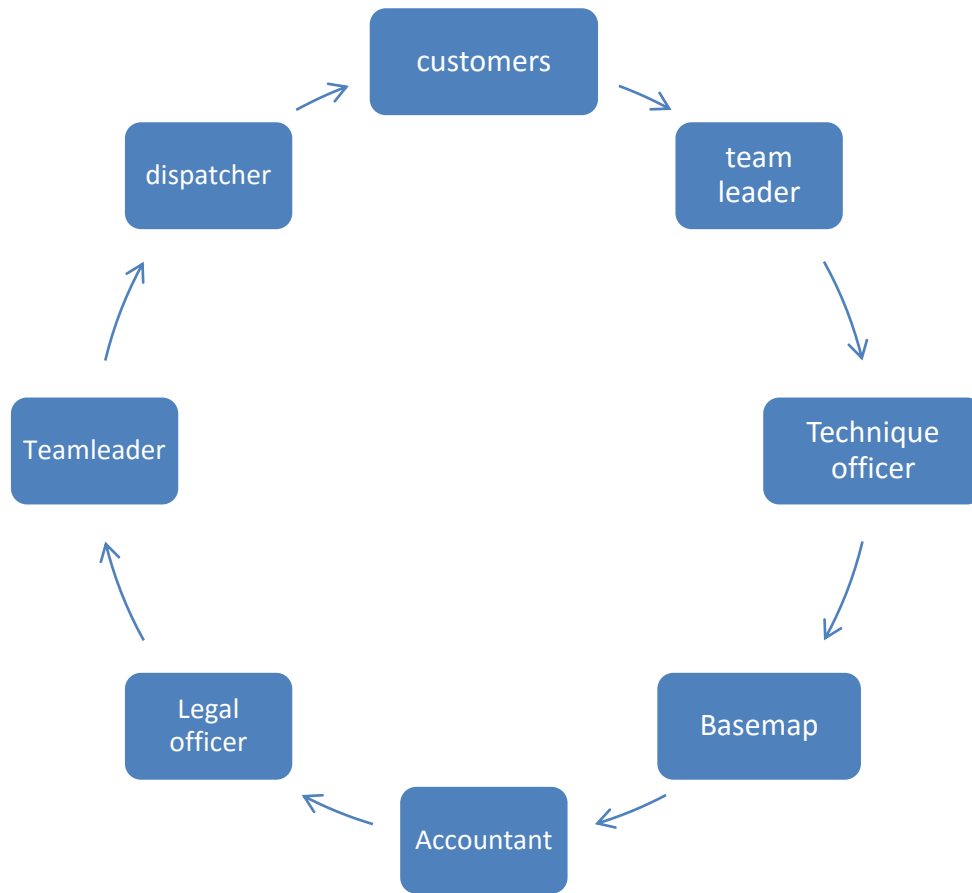 customers
team
leader
Technique
officer
Basemap
Accountant
Legal
officer
Teamleader
dispatcher